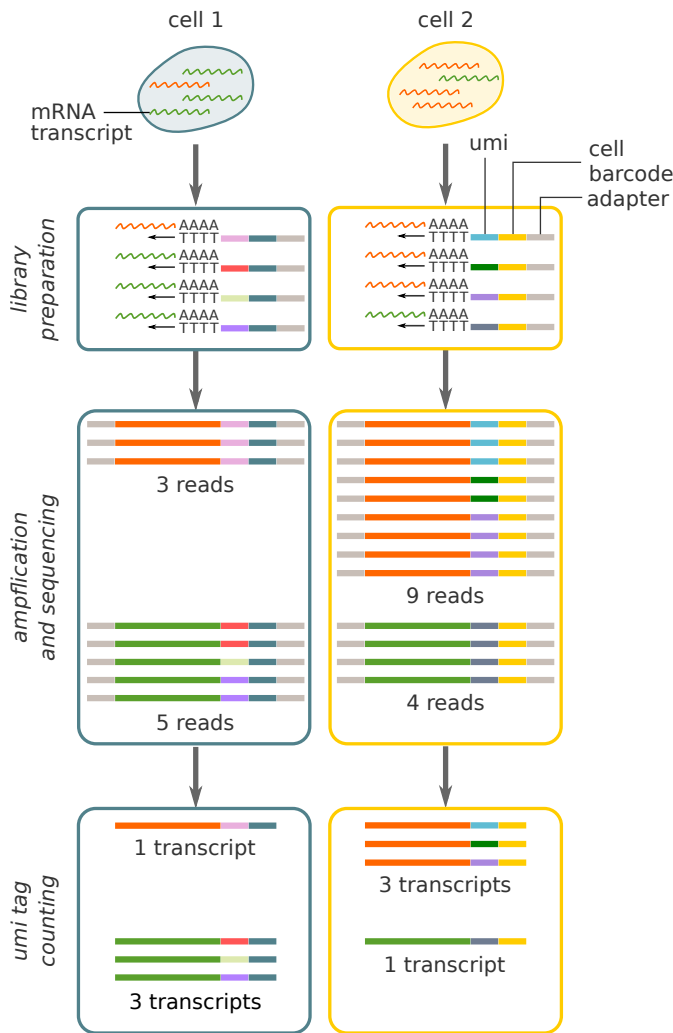 cell 1
cell 2
mRNA
transcript
umi
cell
barcode
adapter
library
preparation
AAAA
TTTT
AAAA
TTTT
AAAA
TTTT
AAAA
TTTT
AAAA
TTTT
AAAA
TTTT
AAAA
TTTT
AAAA
TTTT
ampflication
and sequencing
3 reads
9 reads
5 reads
4 reads
umi tag
counting
1 transcript
3 transcripts
3 transcripts
1 transcript